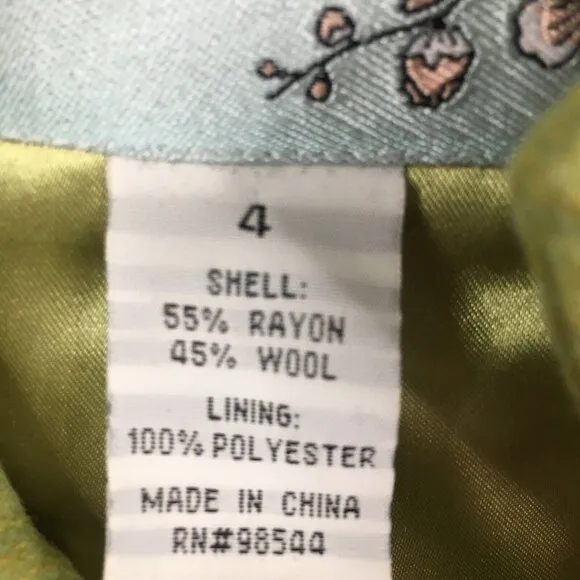 4
SHELL:
55% RAYON
45% WOOL
LINING:
100% POLYESTER
MADE IN CHINA
RN#98544